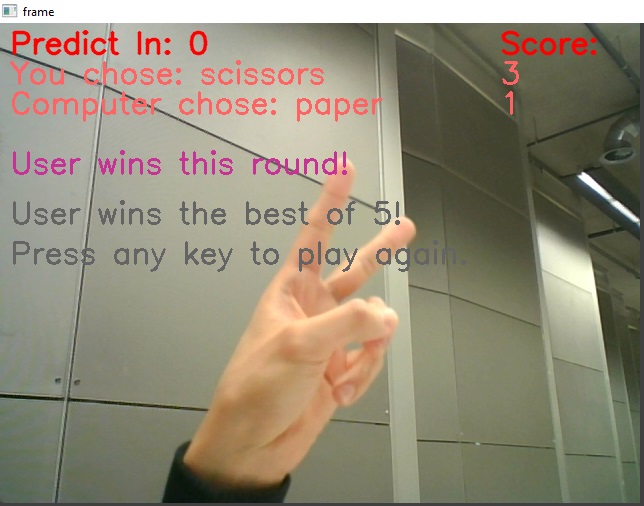 frame
Predict In: 0
Score:
You chose: scissors
3
Computer chose: paper
1
User wins this round!
User wins the best of 5!
Press any key to play again.